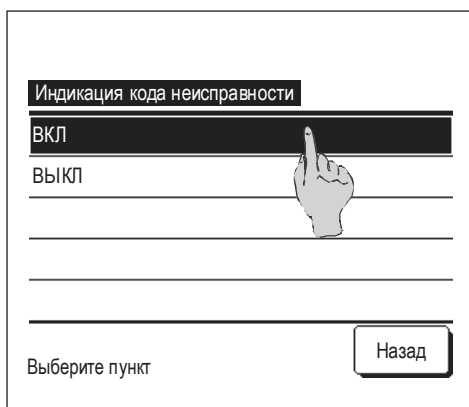 Индикация кода неисправности
ВКЛ
ВЫКЛ
Назад
Выберите пункт